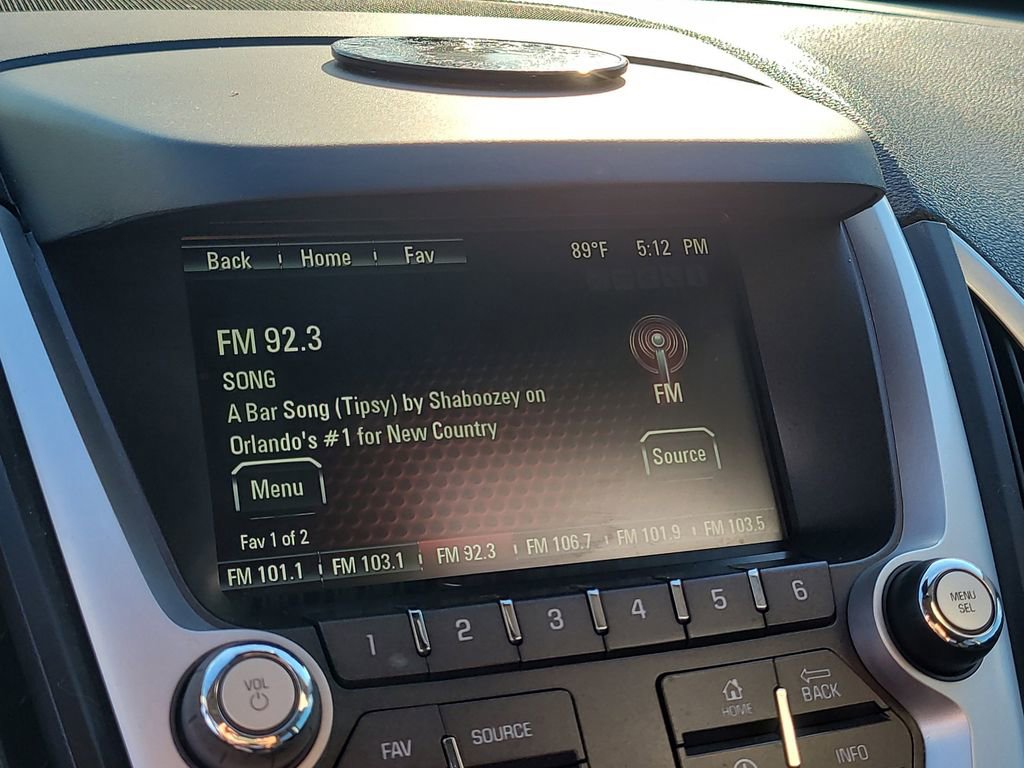 Back Home Fav 89°F 5:12 PM
FM 92.3
SONG
A Bar Song (Tipsy) by Shaboozey on
Orlando's #1 for New Country
FM
Menu
Source
Fav 1 of 2
FM 101.1 FM 103.1 FM 92.3 FM 106.7 FM 101.9 FM 103.5
1 2 3 4 5 6
MENU
SEL
VOL
FAV SOURCE
HOME BACK
INFO